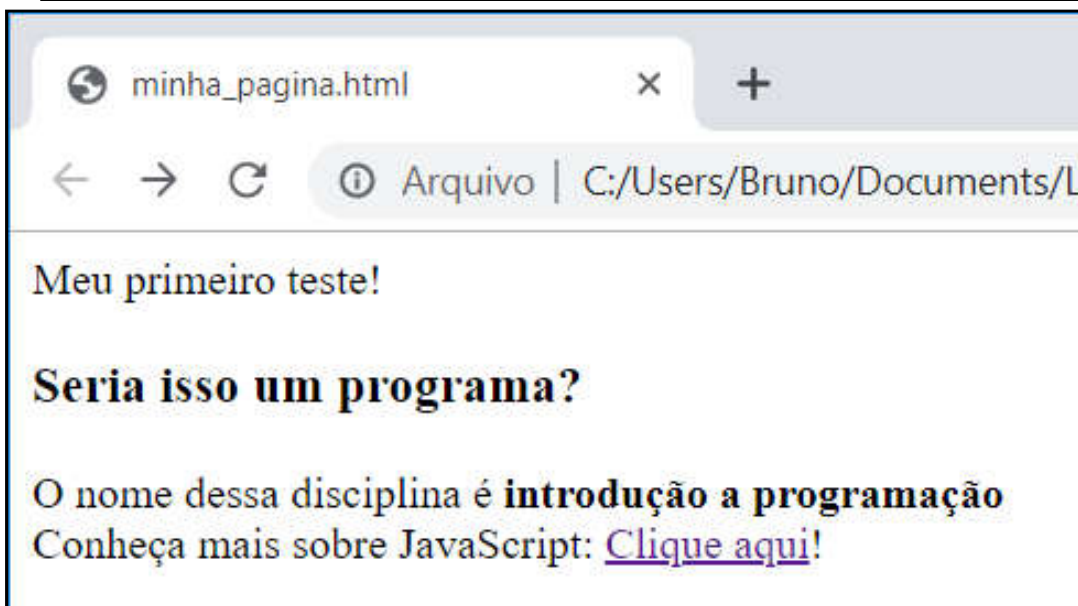 minha_pagina.html
Arquivo | C:/Users/Bruno/Documents/L
Meu primeiro teste!
Seria isso um programa?
O nome dessa disciplina é introdução a programação
Conheça mais sobre JavaScript: Clique aqui!